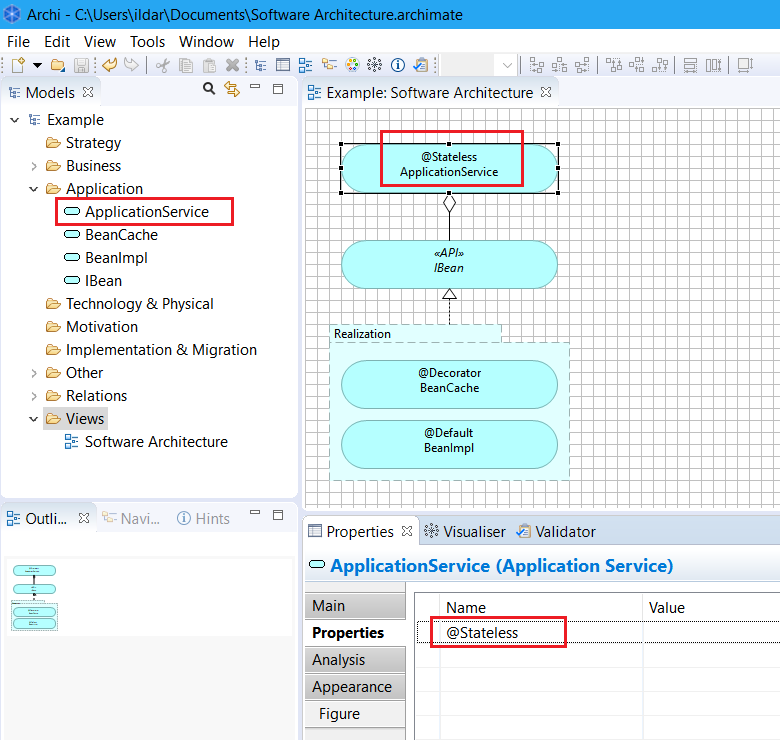 Archi - C:\Users\ildar\Documents\Software Architecture.archimate
File Edit View Tools Window Help
Models
Example
Strategy
Business
Application
ApplicationService
BeanCache
BeanImpl
IBean
Technology & Physical
Motivation
Implementation & Migration
Other
Relations
Views
Software Architecture
Example: Software Architecture
@Stateless
ApplicationService
«API»
IBean
Realization
@Decorator
BeanCache
@Default
BeanImpl
Outli... Navi... Hints
Properties Visualiser Validator
ApplicationService (Application Service)
Main
Properties
Analysis
Appearance
Figure
Name Value
@Stateless